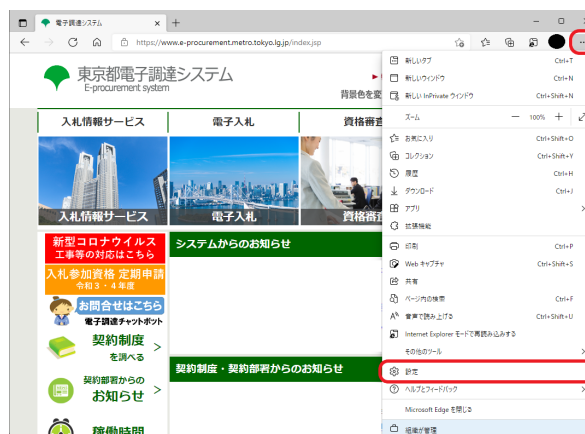 電子調達システム
https://www.e-procurement.metro.tokyo.lg.jp/index.jsp
東京都電子調達システム
E-procurement system
背景色を変
入札情報サービス
電子入札
資格審査
入札情報サービス
電子入札
資格審
新型コロナウイルス
工事等の対応はこちら
入札参加資格 定期申請
令和3・4年度
お問合せはこちら
電子調達チャットボット
契約制度
を調べる
契約部署からの
お知らせ
稼働時間
システムからのお知らせ
契約制度・契約部署からのお知らせ
新しいタブ Ctrl+T
新しいウィンドウ Ctrl+N
新しい InPrivate ウィンドウ Ctrl+Shift+N
ズーム 100%
お気に入り Ctrl+Shift+O
コレクション Ctrl+Shift+Y
履歴 Ctrl+H
ダウンロード Ctrl+J
アプリ
拡張機能
印刷 Ctrl+P
Web キャプチャ Ctrl+Shift+S
共有
ページ内の検索 Ctrl+F
音声で読み上げる Ctrl+Shift+U
Internet Explorer モードで再読み込みする
その他のツール
設定
ヘルプとフィードバック
Microsoft Edge を閉じる
組織が管理